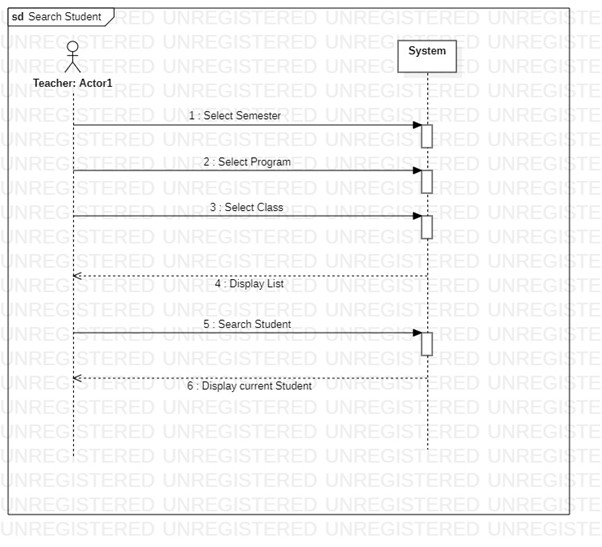 sd Search Student
Teacher: Actor1
System
1 : Select Semester
2 : Select Program
3 : Select Class
4 : Display List
5 : Search Student
6 : Display current Student
UNREGISTERED UNREGISTERED UNREGISTERED UNREGISTERED